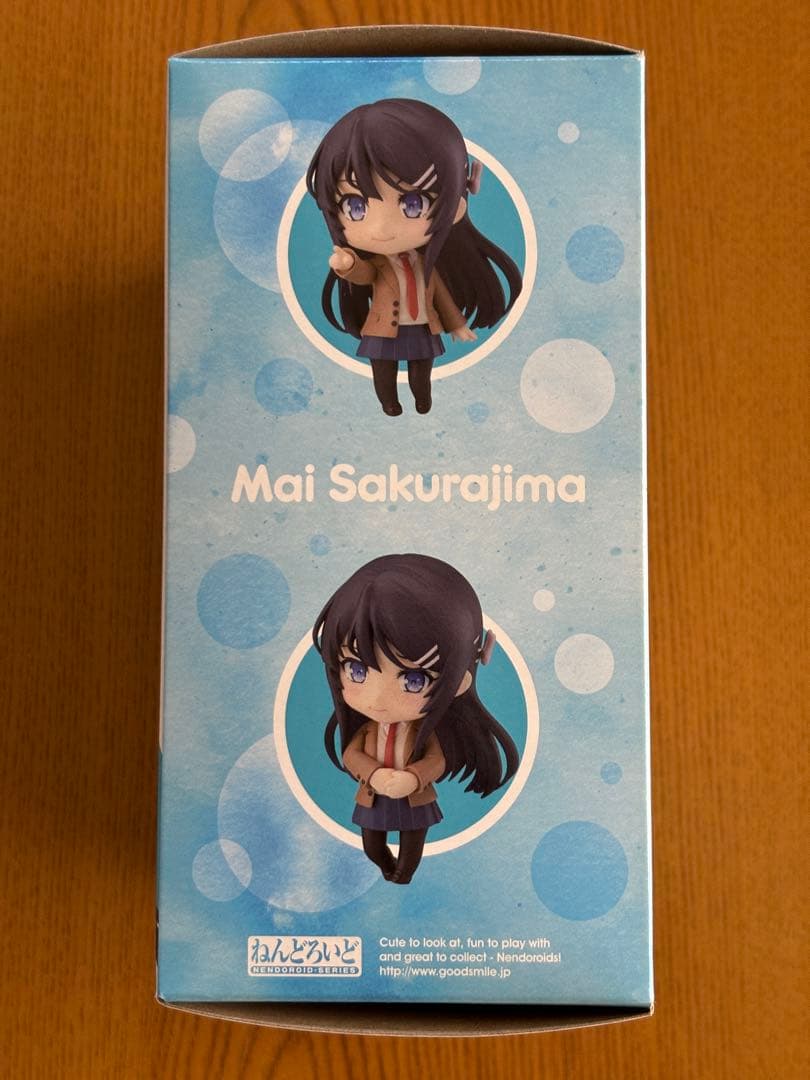 Mai Sakurajima
ねんどろいど
NENDOROID·SERIES
Cute to look at, fun to play with
and great to collect - Nendoroids!
http://www.goodsmile.jp